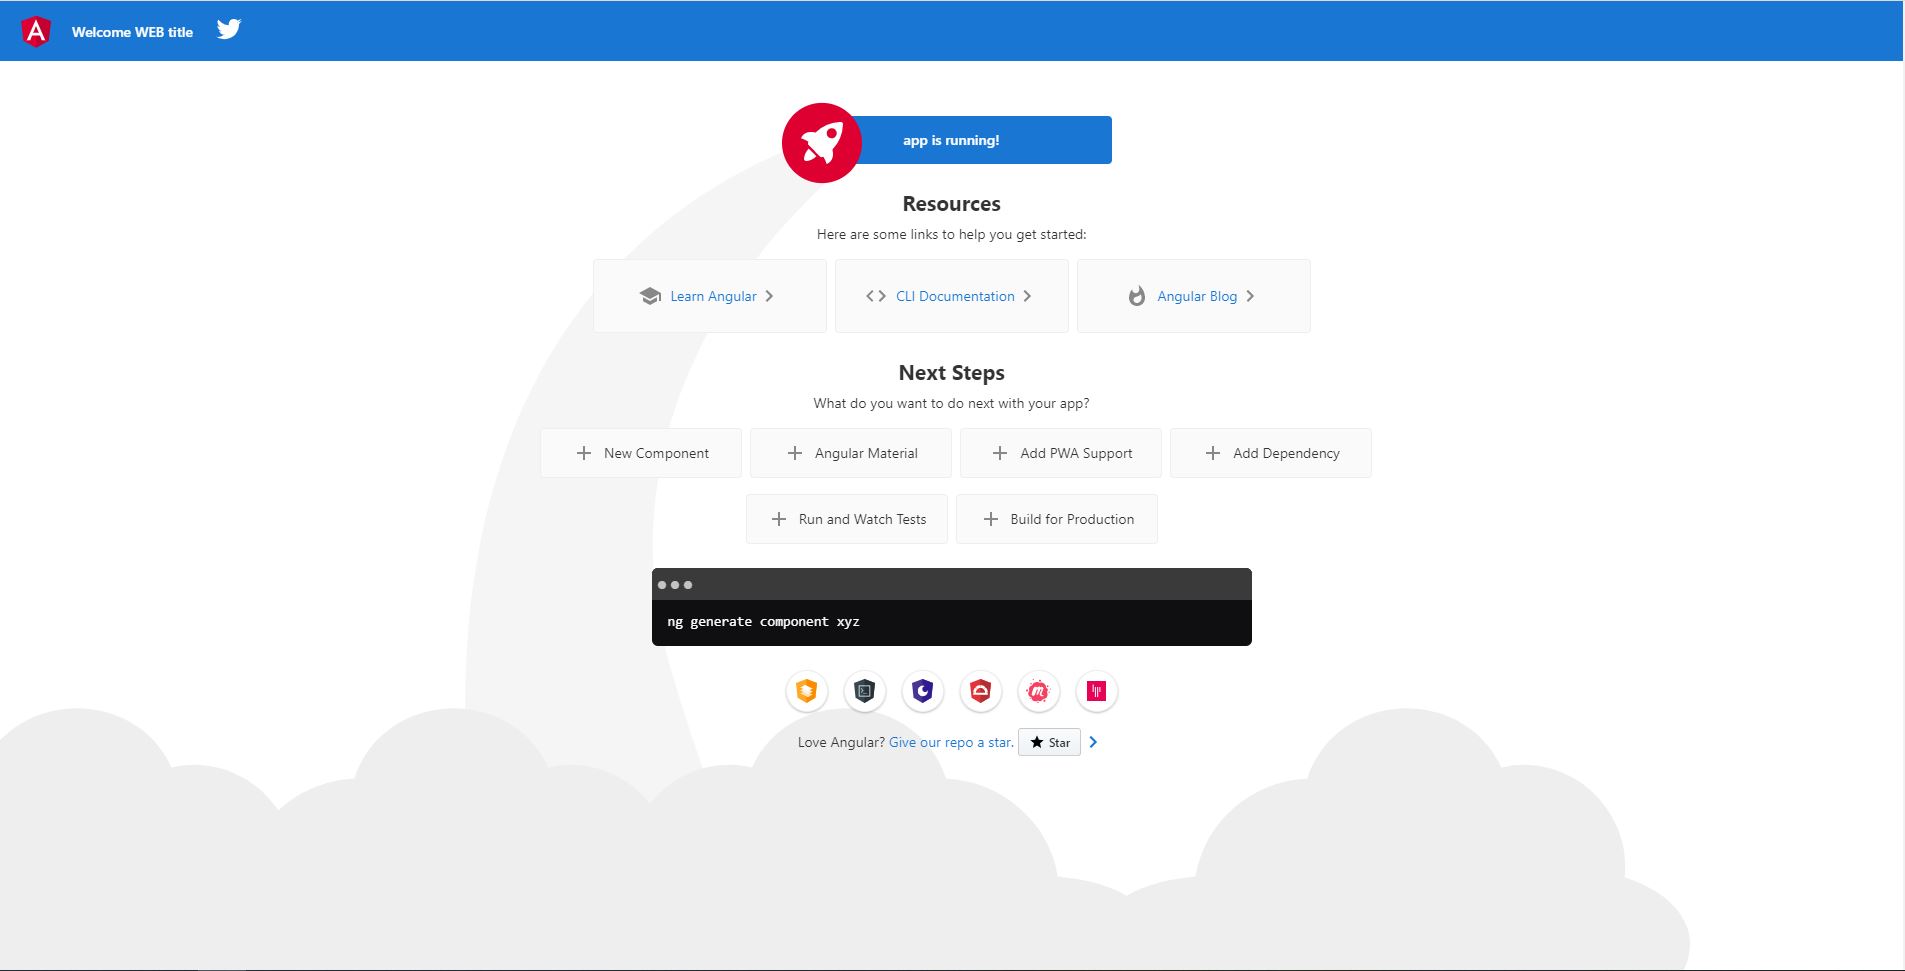 Welcome WEB title
app is running!
Resources
Here are some links to help you get started:
Learn Angular
CLI Documentation
Angular Blog
Next Steps
What do you want to do next with your app?
New Component
Angular Material
Add PWA Support
Add Dependency
Run and Watch Tests
Build for Production
ng generate component xyz
Love Angular? Give our repo a star. Star